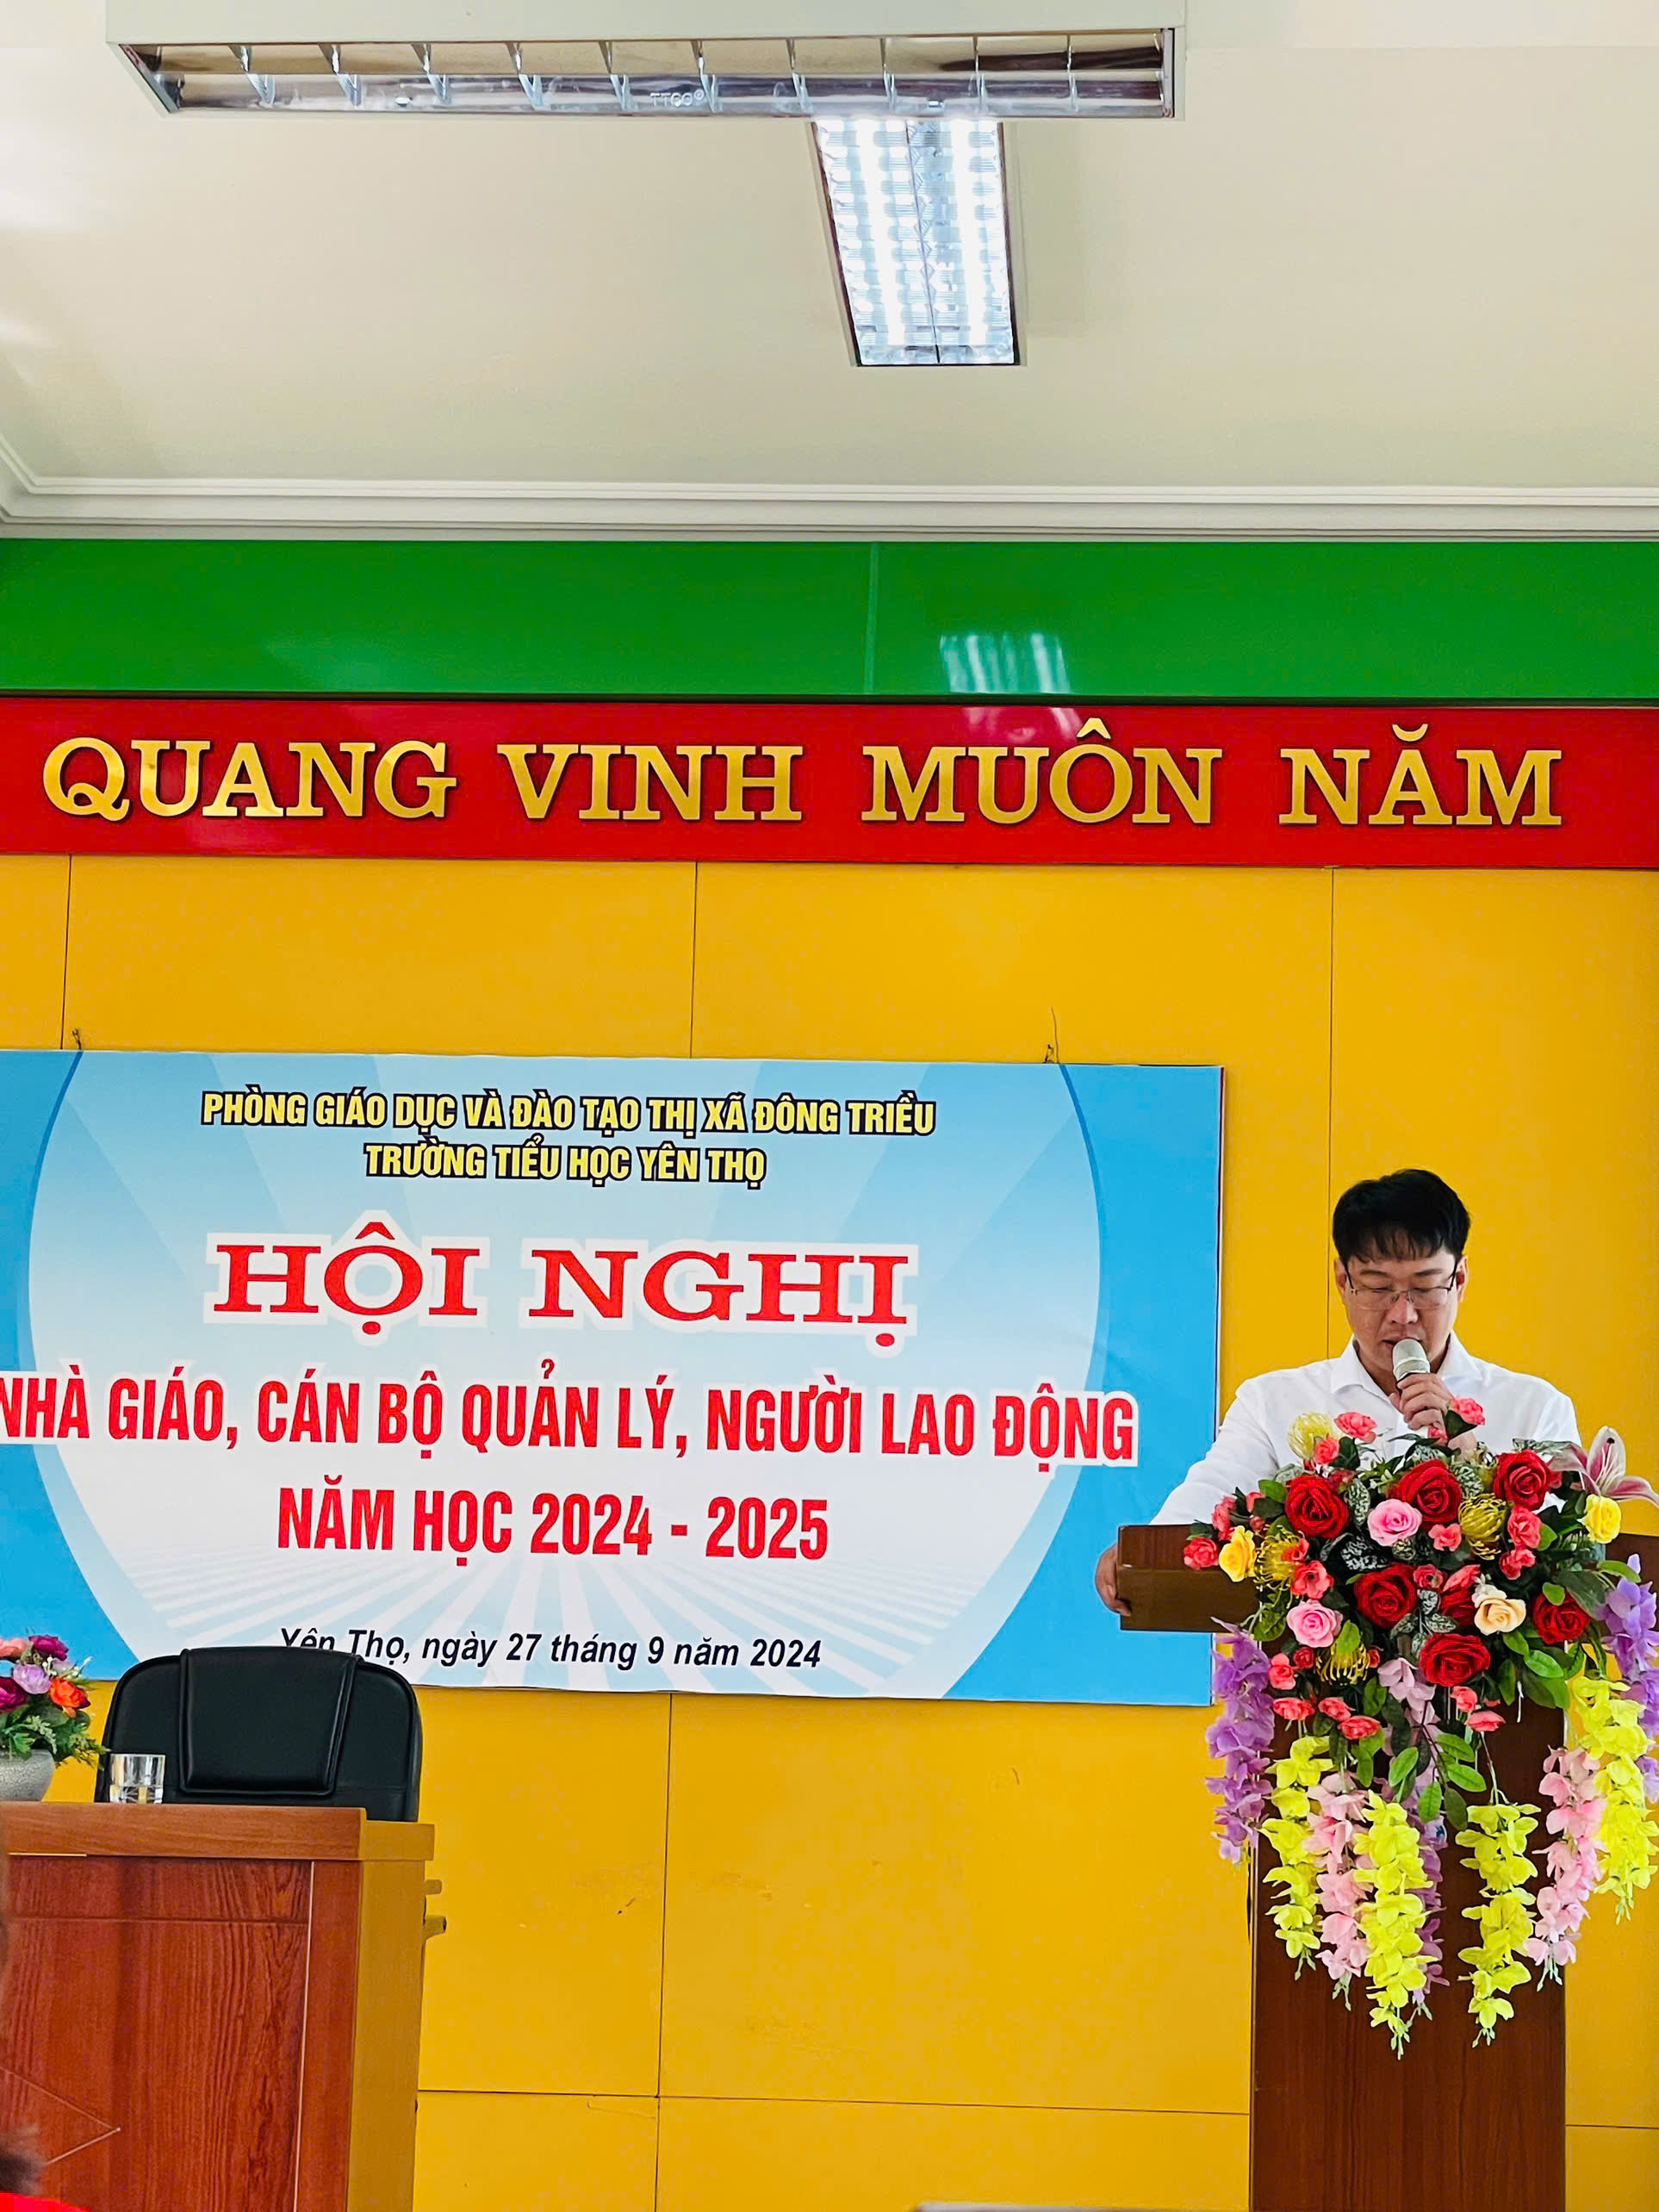 TTCC®
QUANG VINH MUÔN NĂM
PHÒNG GIÁO DỤC VÀ ĐÀO TẠO THỊ XÃ ĐÔNG TRIỀU
TRƯỜNG TIỂU HỌC YÊN THỌ
HỘI NGHỊ
NHÀ GIÁO, CÁN BỘ QUẢN LÝ, NGƯỜI LAO ĐỘNG
NĂM HỌC 2024 - 2025
Yên Thọ, ngày 27 tháng 9 năm 2024